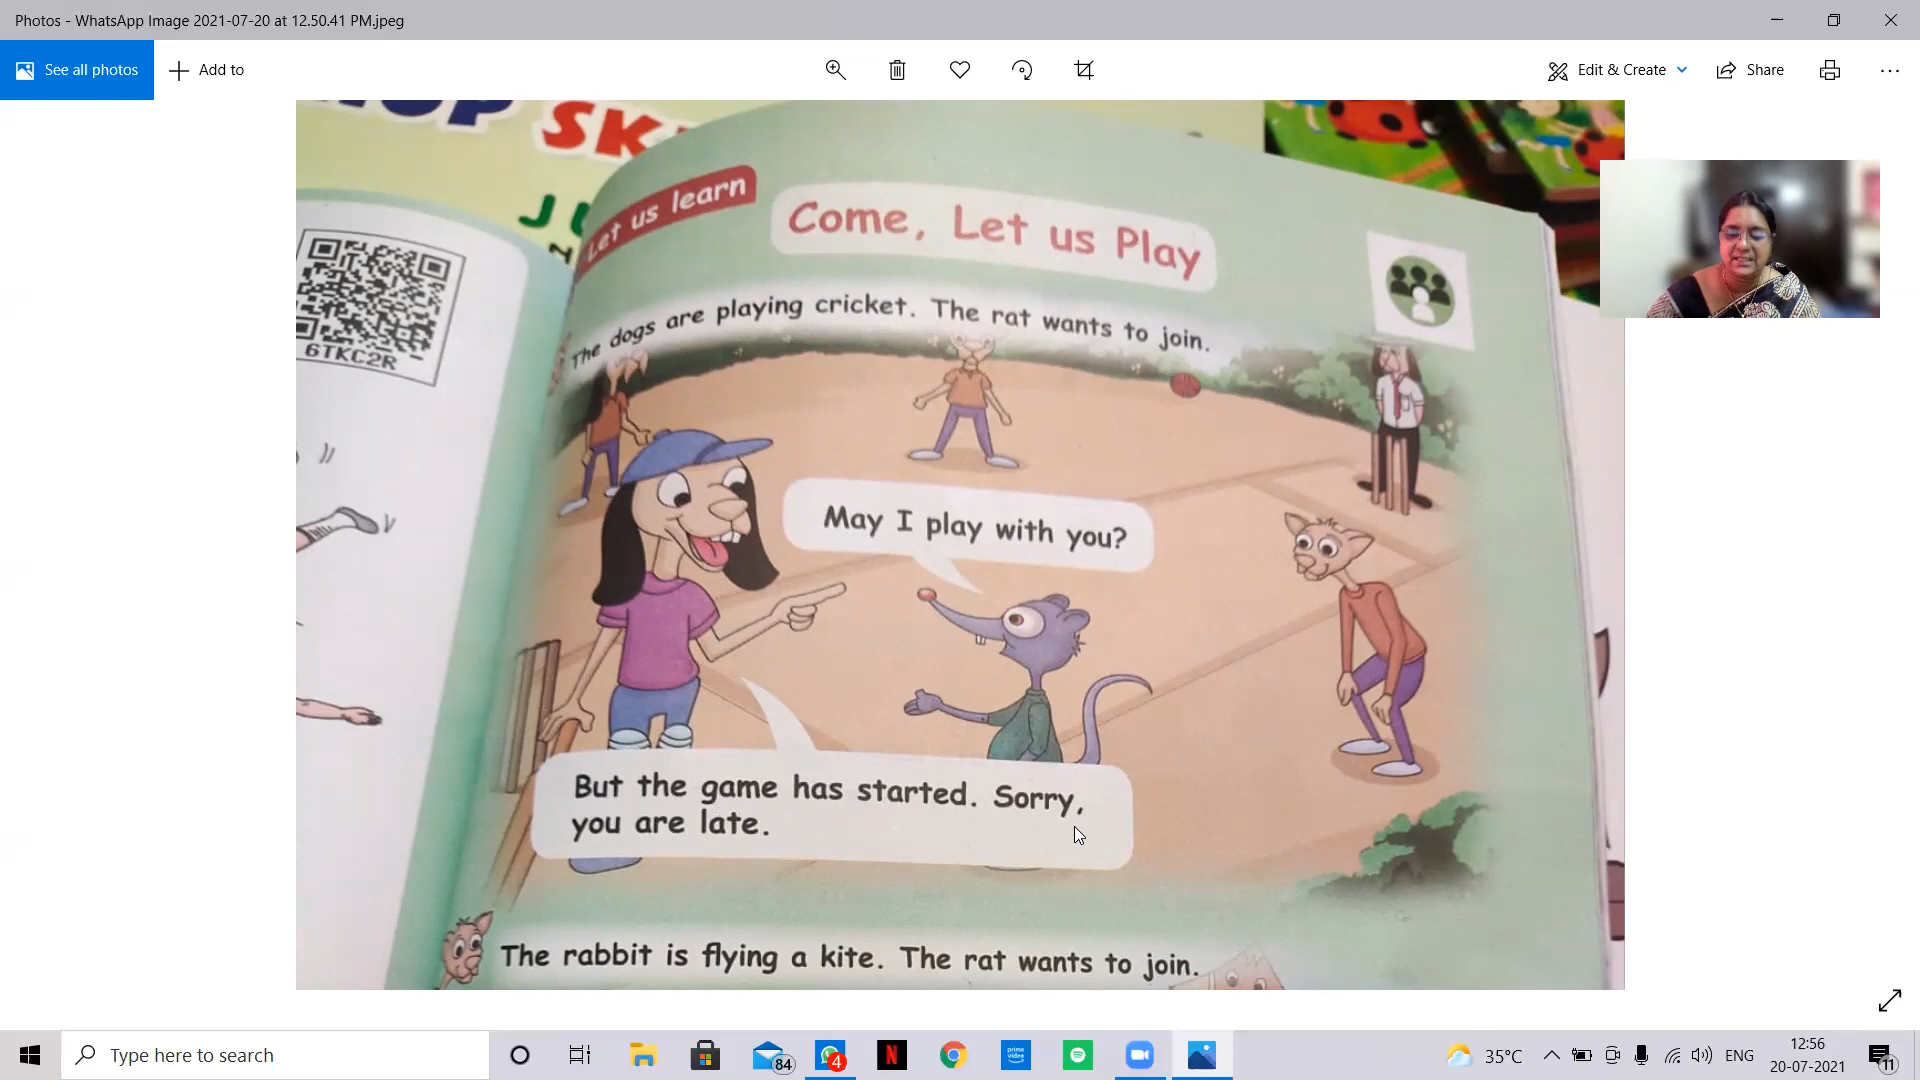 Photos - WhatsApp Image 2021-07-20 at 12.50.41 PM.jpeg
See all photos
Add to
Edit & Create
Share
Let us learn
Come, Let us Play
6TKC2R
The dogs are playing cricket. The rat wants to join.
May I play with you?
But the game has started. Sorry,
you are late.
The rabbit is flying a kite. The rat wants to join.
Type here to search
84
4
N
prime video
35°C
ENG
12:56
20-07-2021
11